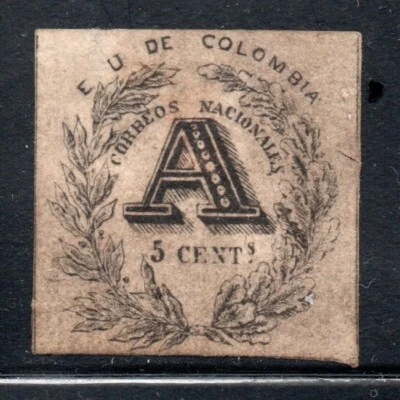 E U DE COLOMBIA
CORREOS NACIONALES
A
5 CENTS